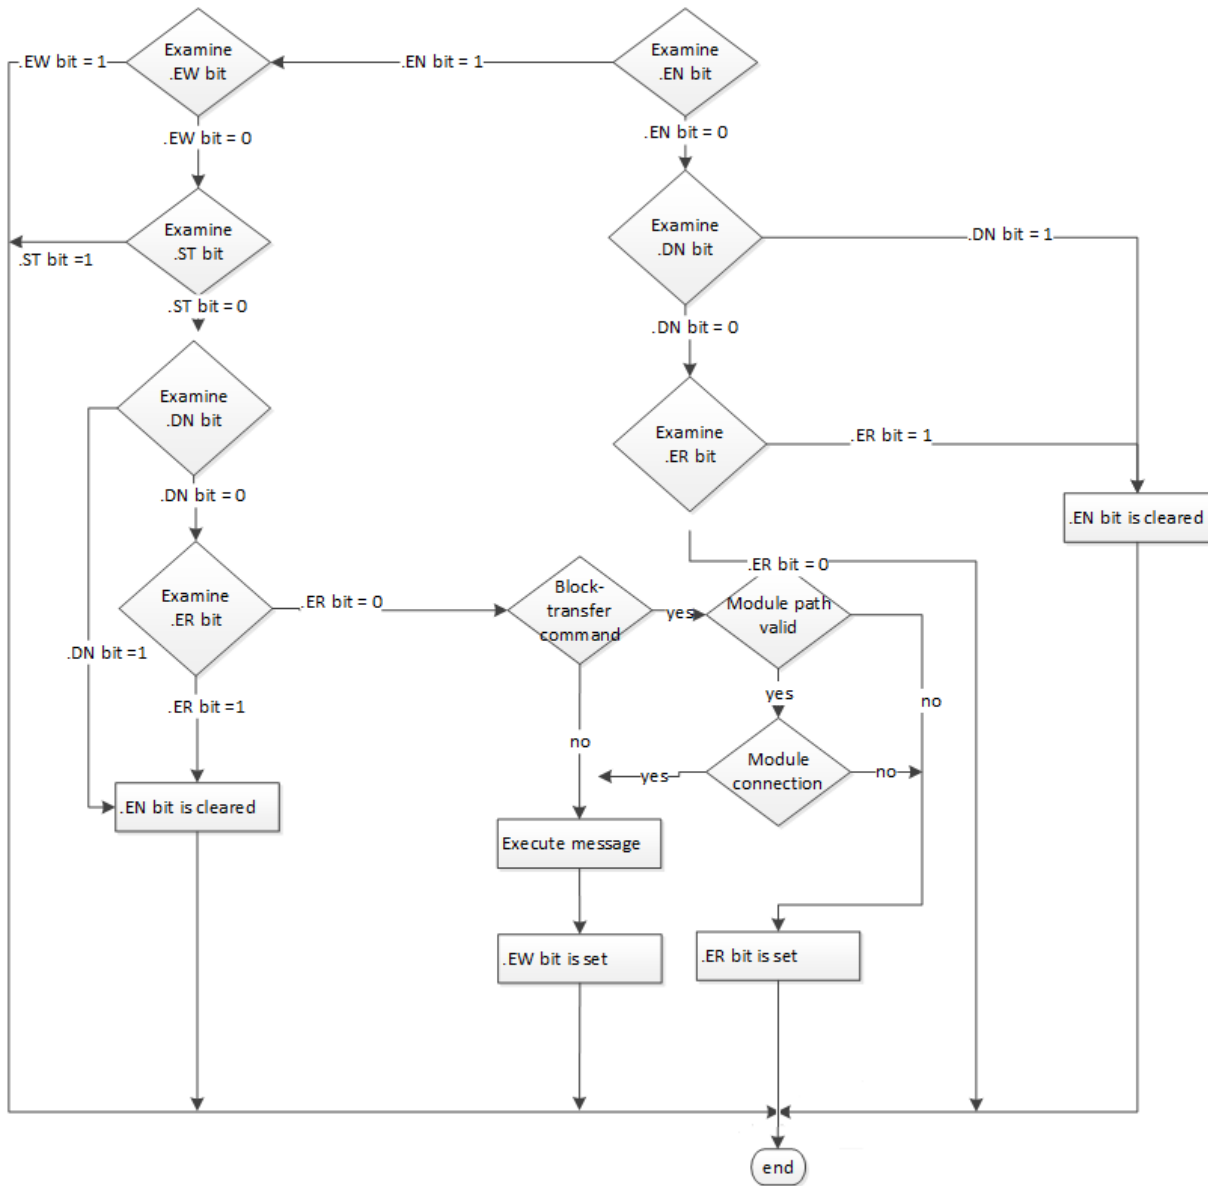 .EW bit = 1
Examine
.EW bit
.EN bit = 1
Examine
.EN bit
.EW bit = 0
.EN bit = 0
Examine
.ST bit
.ST bit =1
Examine
.DN bit
.DN bit = 1
.ST bit = 0
.DN bit = 0
Examine
.DN bit
Examine
.ER bit
.ER bit = 1
.DN bit = 0
.EN bit is cleared
Examine
.ER bit
.ER bit = 0
Block-
transfer
command
yes
.ER bit = 0
Module path
valid
.DN bit =1
.ER bit =1
yes
no
no
Module
connection
yes
no
.EN bit is cleared
Execute message
.EW bit is set
.ER bit is set
end